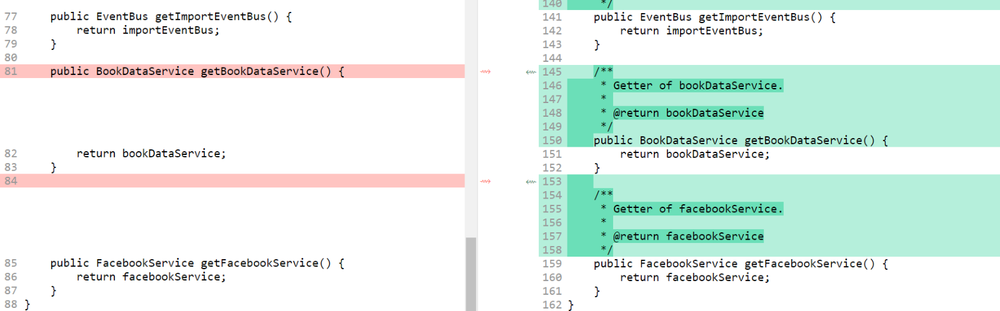 77 public EventBus getImportEventBus() {
78 return importEventBus;
79 }
80
81 public BookDataService getBookDataService() {
82 return bookDataService;
83 }
84
85 public FacebookService getFacebookService() {
86 return facebookService;
87 }
88 }
140 */
141 public EventBus getImportEventBus() {
142 return importEventBus;
143 }
144
145 /**
146 * Getter of bookDataService.
147 *
148 * @return bookDataService
149 */
150 public BookDataService getBookDataService() {
151 return bookDataService;
152 }
153
154 /**
155 * Getter of facebookService.
156 *
157 * @return facebookService
158 */
159 public FacebookService getFacebookService() {
160 return facebookService;
161 }
162 }